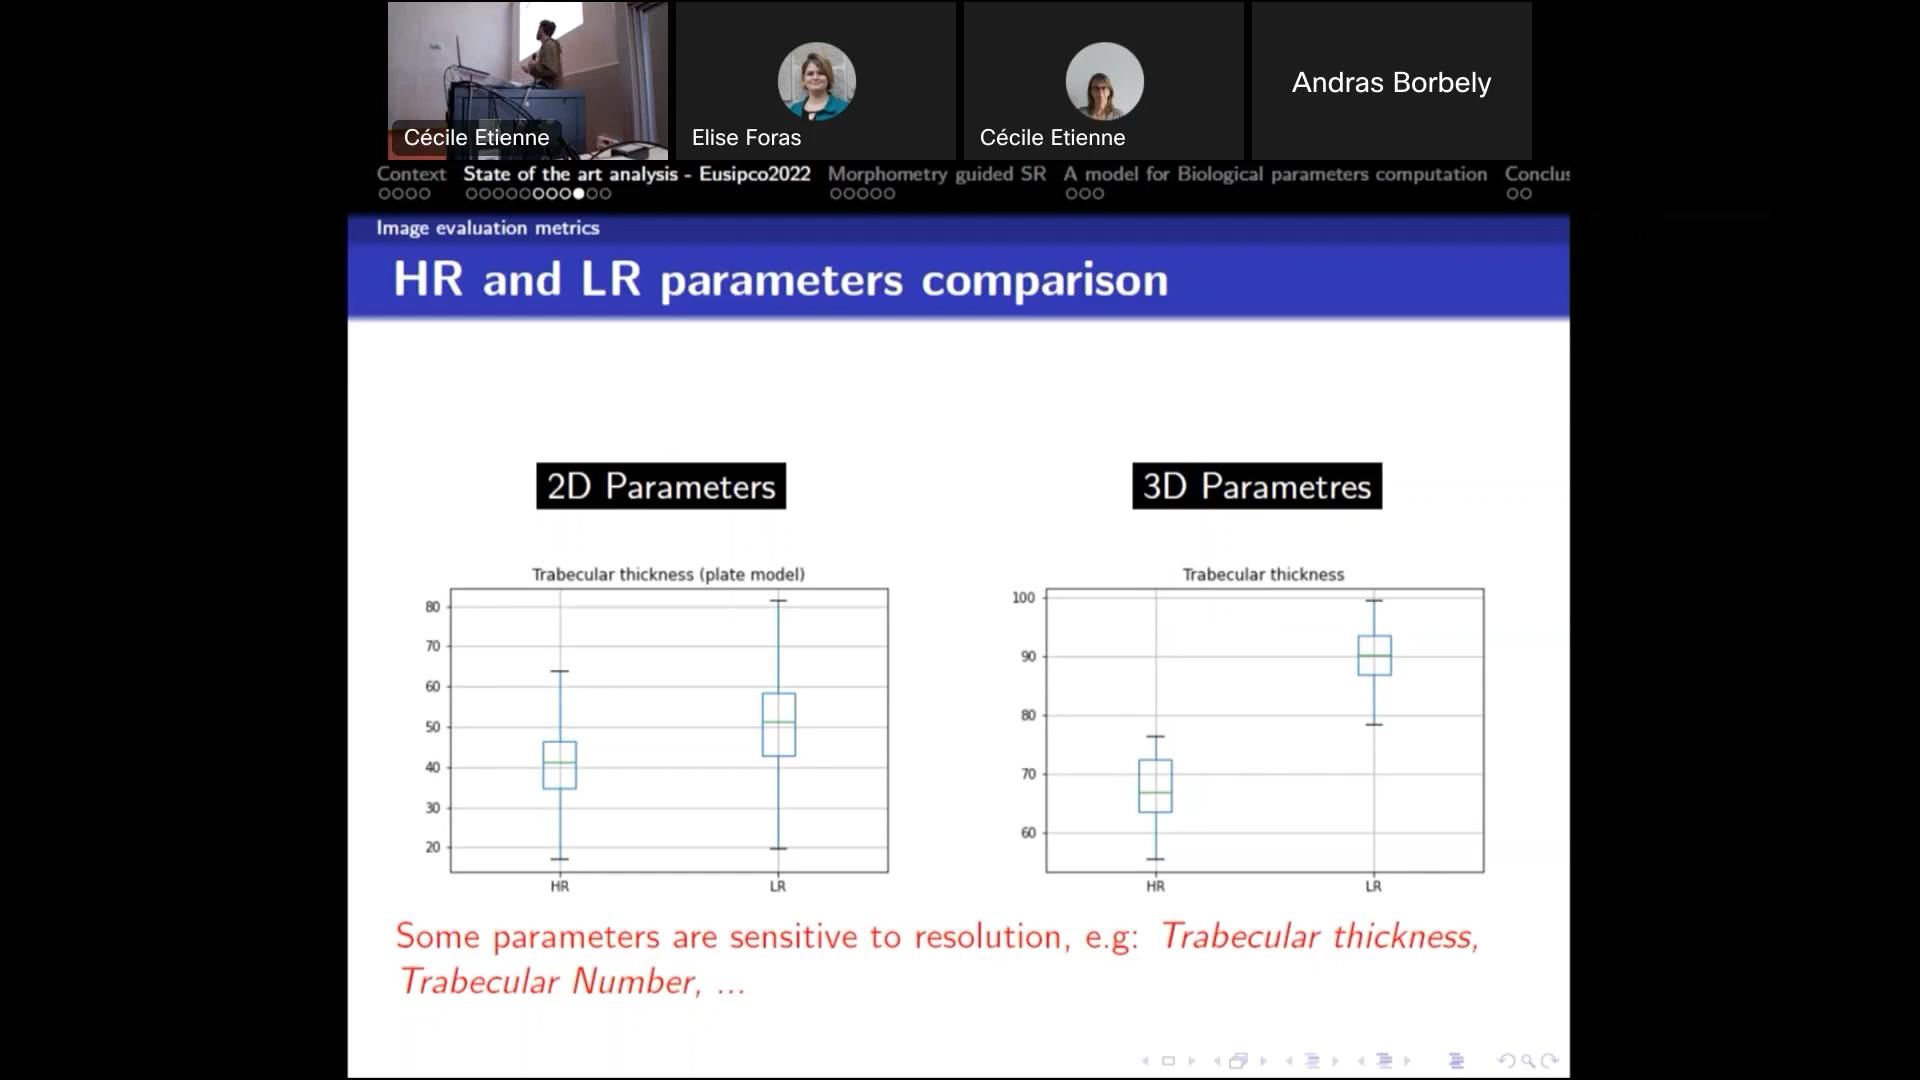 Cécile Etienne
Elise Foras
Cécile Etienne
Andras Borbely
Context State of the art analysis - Eusipco2022 Morphometry guided SR A model for Biological parameters computation Conclus
Image evaluation metrics
HR and LR parameters comparison
2D Parameters
3D Parametres
Trabecular thickness (plate model)
80
70
60
50
40
30
20
HR LR
Trabecular thickness
100
90
80
70
60
HR LR
Some parameters are sensitive to resolution, e.g: Trabecular thickness,
Trabecular Number, ...